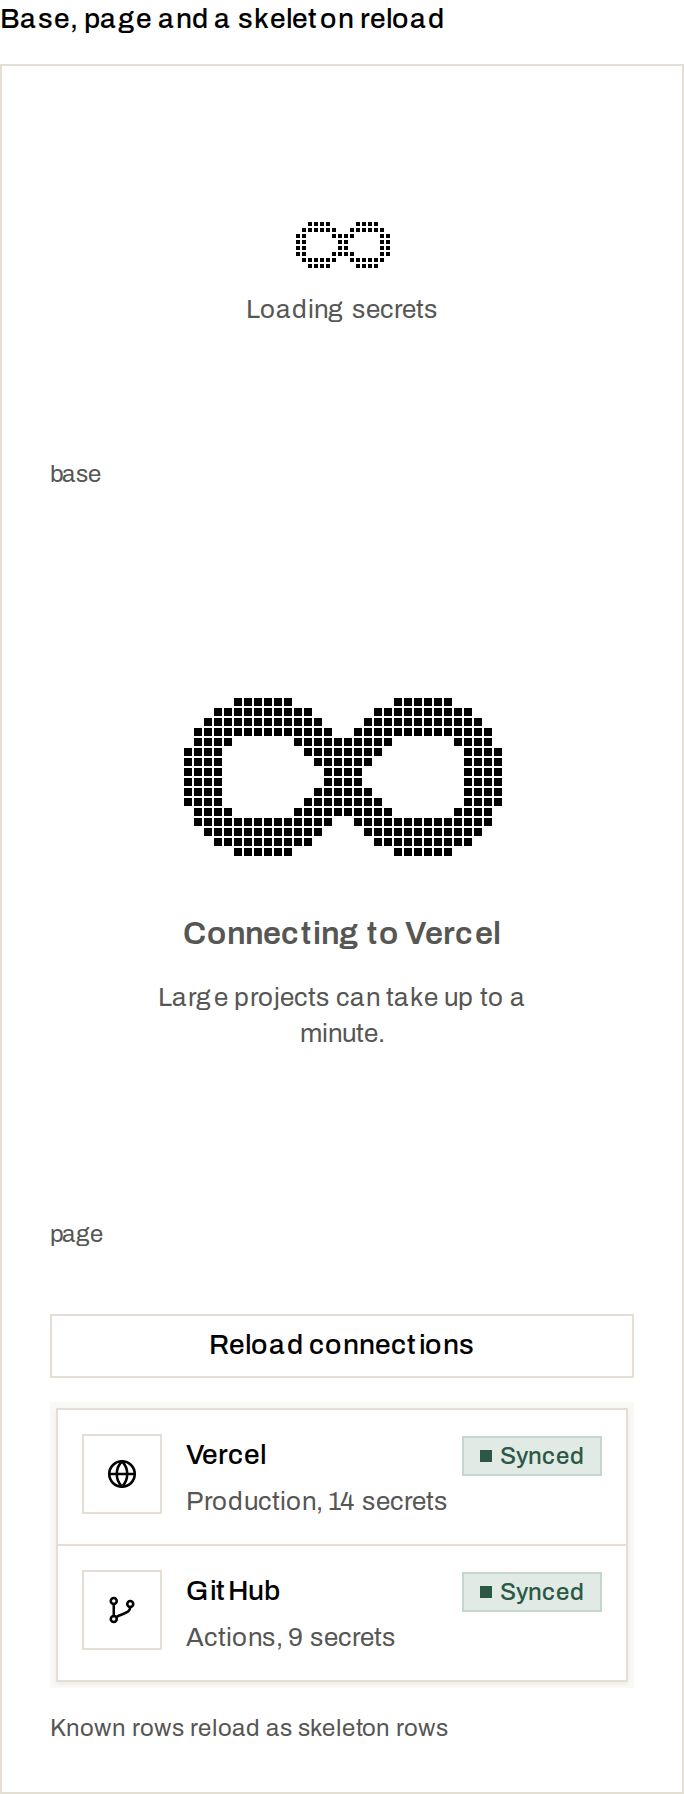 Base, page and a skeleton reload
Loading secrets
base
Connecting to Vercel
Large projects can take up to a
minute.
page
Reload connections
Vercel
Synced
Production, 14 secrets
GitHub
Synced
Actions, 9 secrets
Known rows reload as skeleton rows